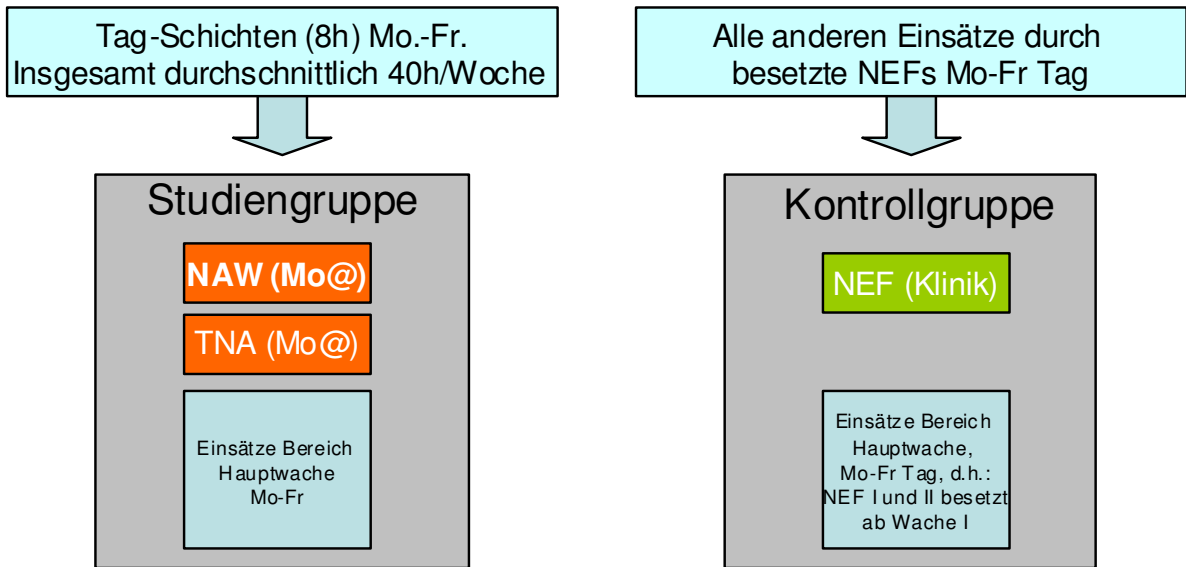 Tag-Schichten (8h) Mo.-Fr.
Insgesamt durchschnittlich 40h/Woche
Studiengruppe
NAW (Mo@)
TNA (Mo@)
Einsätze Bereich
Hauptwache
Mo-Fr
Alle anderen Einsätze durch
besetzte NEFs Mo-Fr Tag
Kontrollgruppe
NEF (Klinik)
Einsätze Bereich
Hauptwache,
Mo-Fr Tag, d.h.:
NEF I und II besetzt
ab Wache I